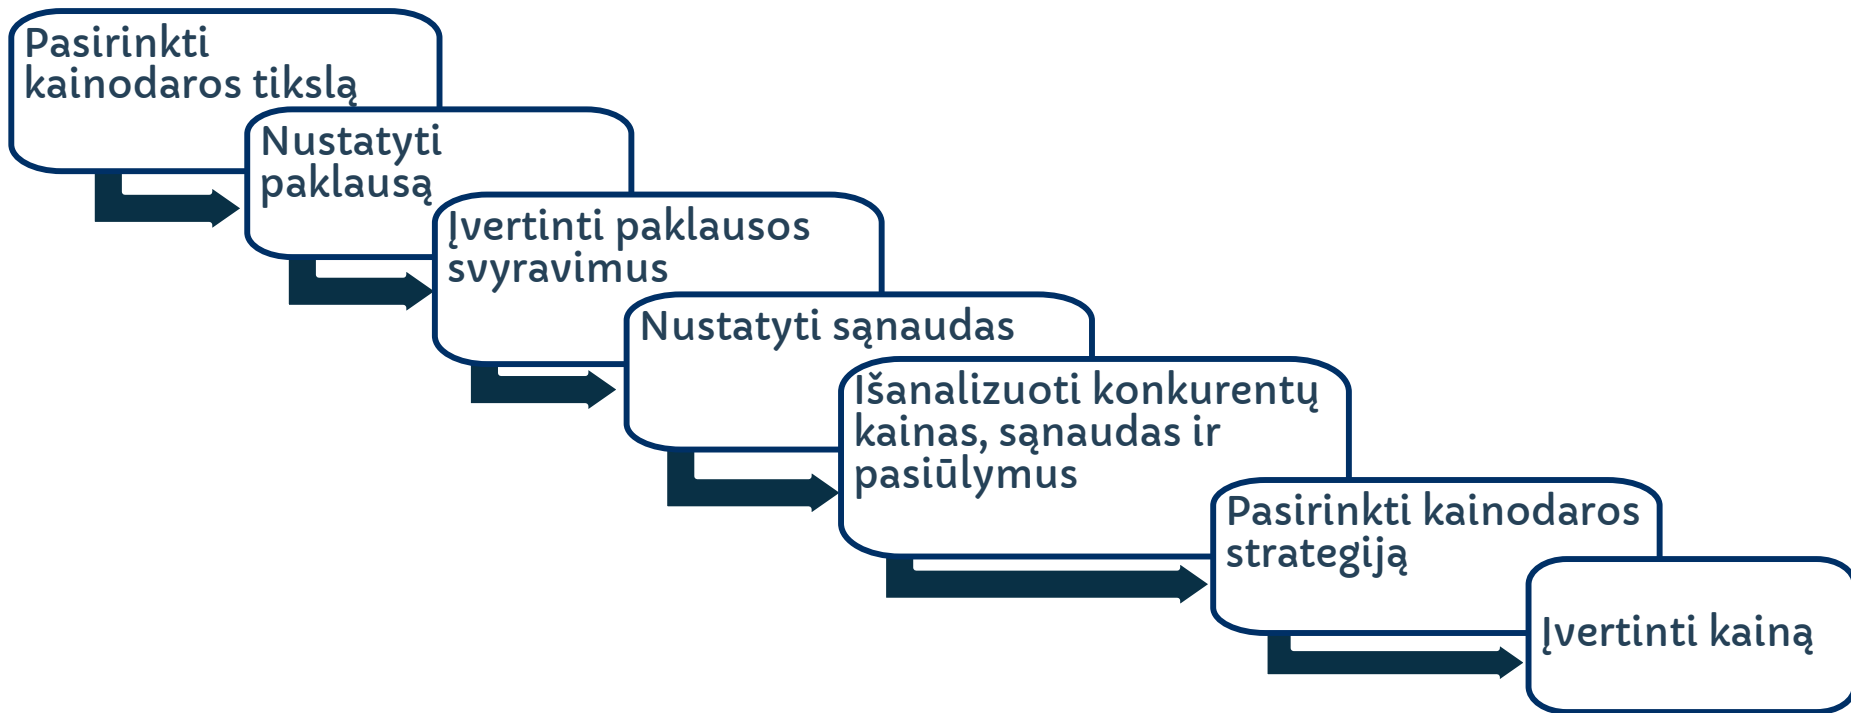 Pasirinkti
kainodaros tikslą
Nustatyti
paklausą
Įvertinti paklausos
svyravimus
Nustatyti sąnaudas
Išanalizuoti konkurentų
kainas, sąnaudas ir
pasiūlymus
Pasirinkti kainodaros
strategiją
Įvertinti kainą